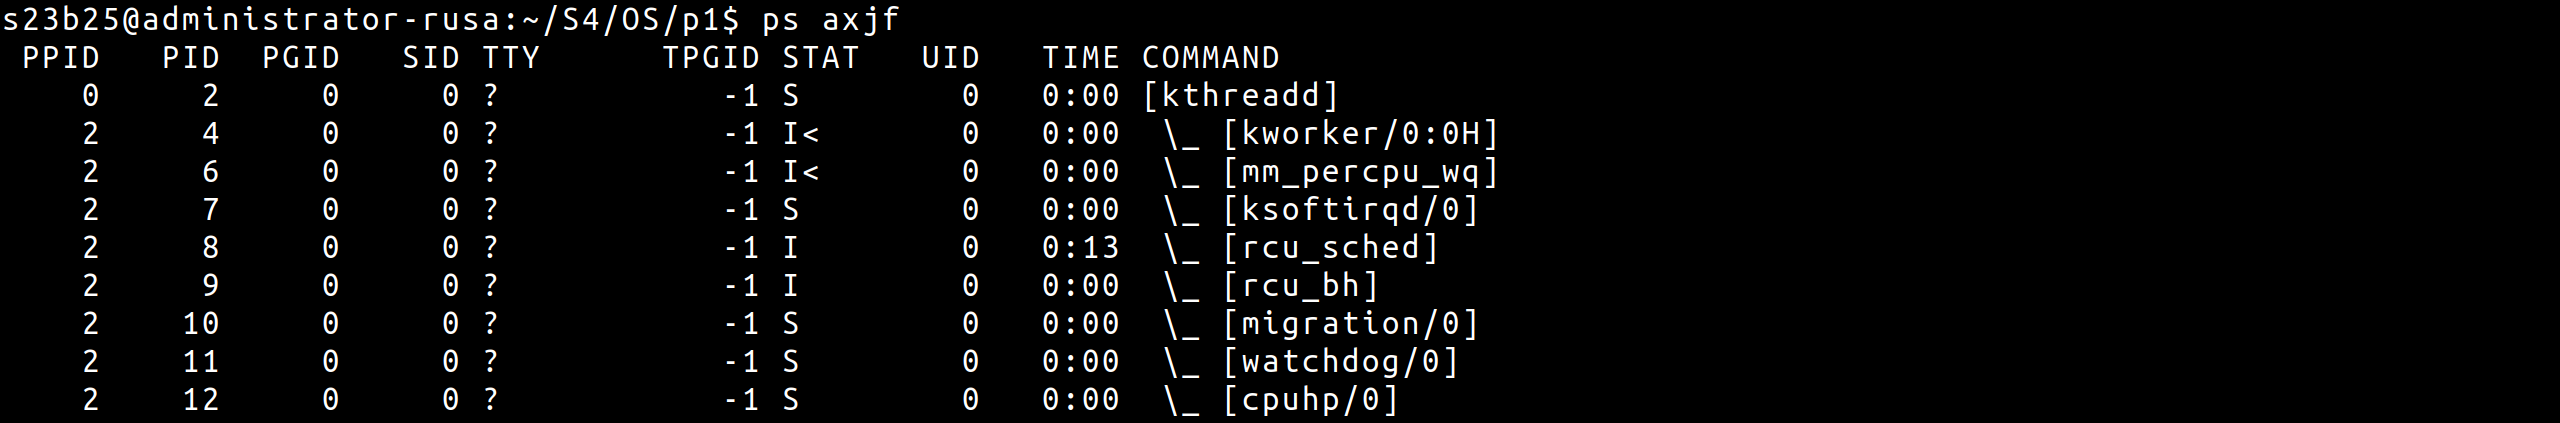 s23b25@administrator-rusa:~/S4/OS/p1$ ps axjf
 PPID   PID  PGID   SID TTY      TPGID STAT   UID   TIME COMMAND
    0     2     0     0 ?           -1 S        0   0:00 [kthreadd]
    2     4     0     0 ?           -1 I<       0   0:00  \_ [kworker/0:0H]
    2     6     0     0 ?           -1 I<       0   0:00  \_ [mm_percpu_wq]
    2     7     0     0 ?           -1 S        0   0:00  \_ [ksoftirqd/0]
    2     8     0     0 ?           -1 I        0   0:13  \_ [rcu_sched]
    2     9     0     0 ?           -1 I        0   0:00  \_ [rcu_bh]
    2    10     0     0 ?           -1 S        0   0:00  \_ [migration/0]
    2    11     0     0 ?           -1 S        0   0:00  \_ [watchdog/0]
    2    12     0     0 ?           -1 S        0   0:00  \_ [cpuhp/0]